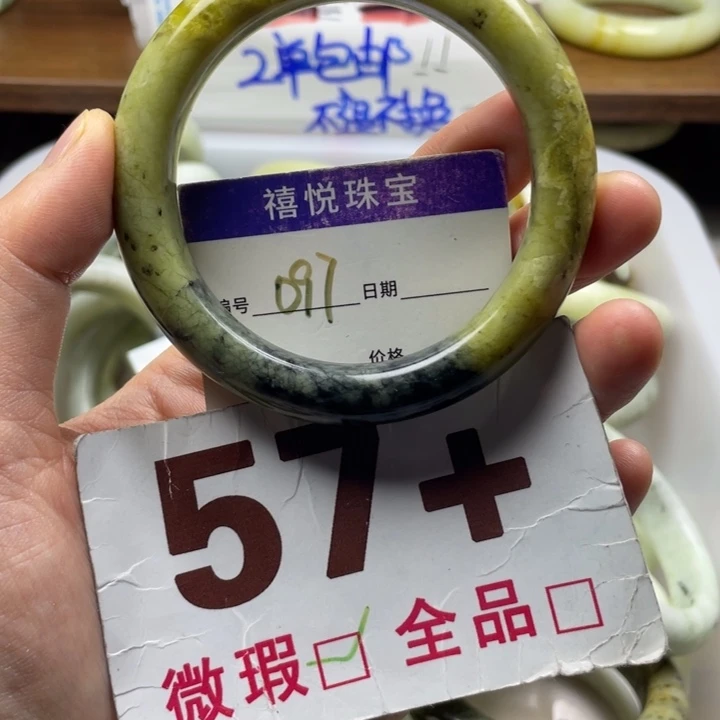 2单包邮!!
不退不换
禧悦珠宝
编号 097 日期
价格
57+
微瑕 ✓ 全品